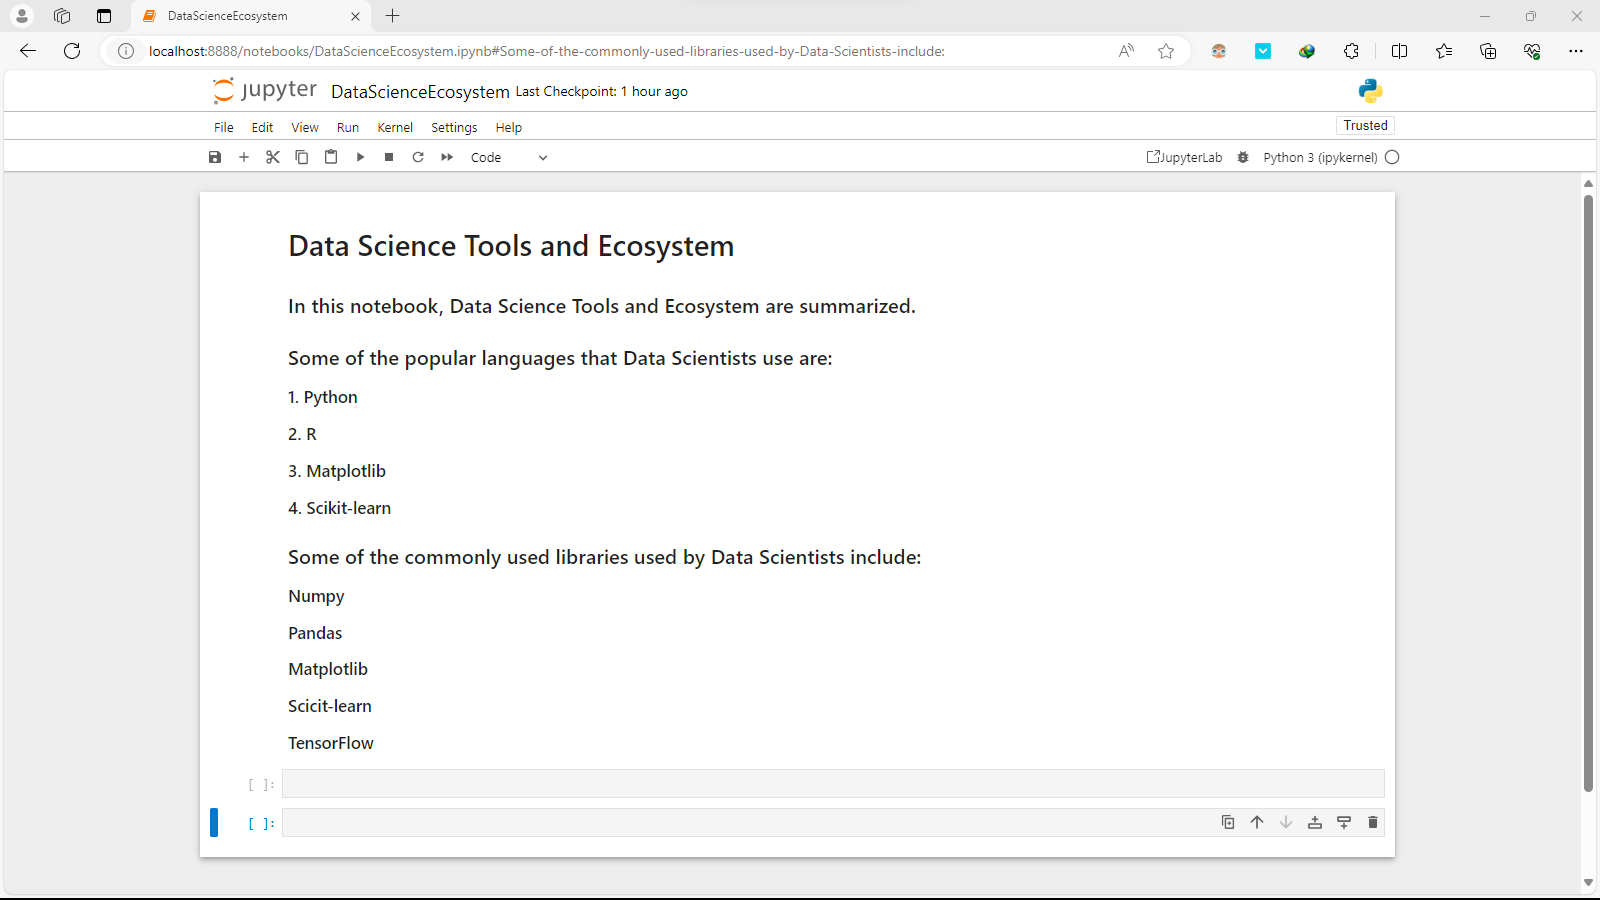 DataScienceEcosystem
localhost:8888/notebooks/DataScienceEcosystem.ipynb#Some-of-the-commonly-used-libraries-used-by-Data-Scientists-include:
jupyter DataScienceEcosystem Last Checkpoint: 1 hour ago
File Edit View Run Kernel Settings Help Trusted
Code JupyterLab Python 3 (ipykernel)
Data Science Tools and Ecosystem
In this notebook, Data Science Tools and Ecosystem are summarized.
Some of the popular languages that Data Scientists use are:
1. Python
2. R
3. Matplotlib
4. Scikit-learn
Some of the commonly used libraries used by Data Scientists include:
Numpy
Pandas
Matplotlib
Scicit-learn
TensorFlow
[ ]:
[ ]: